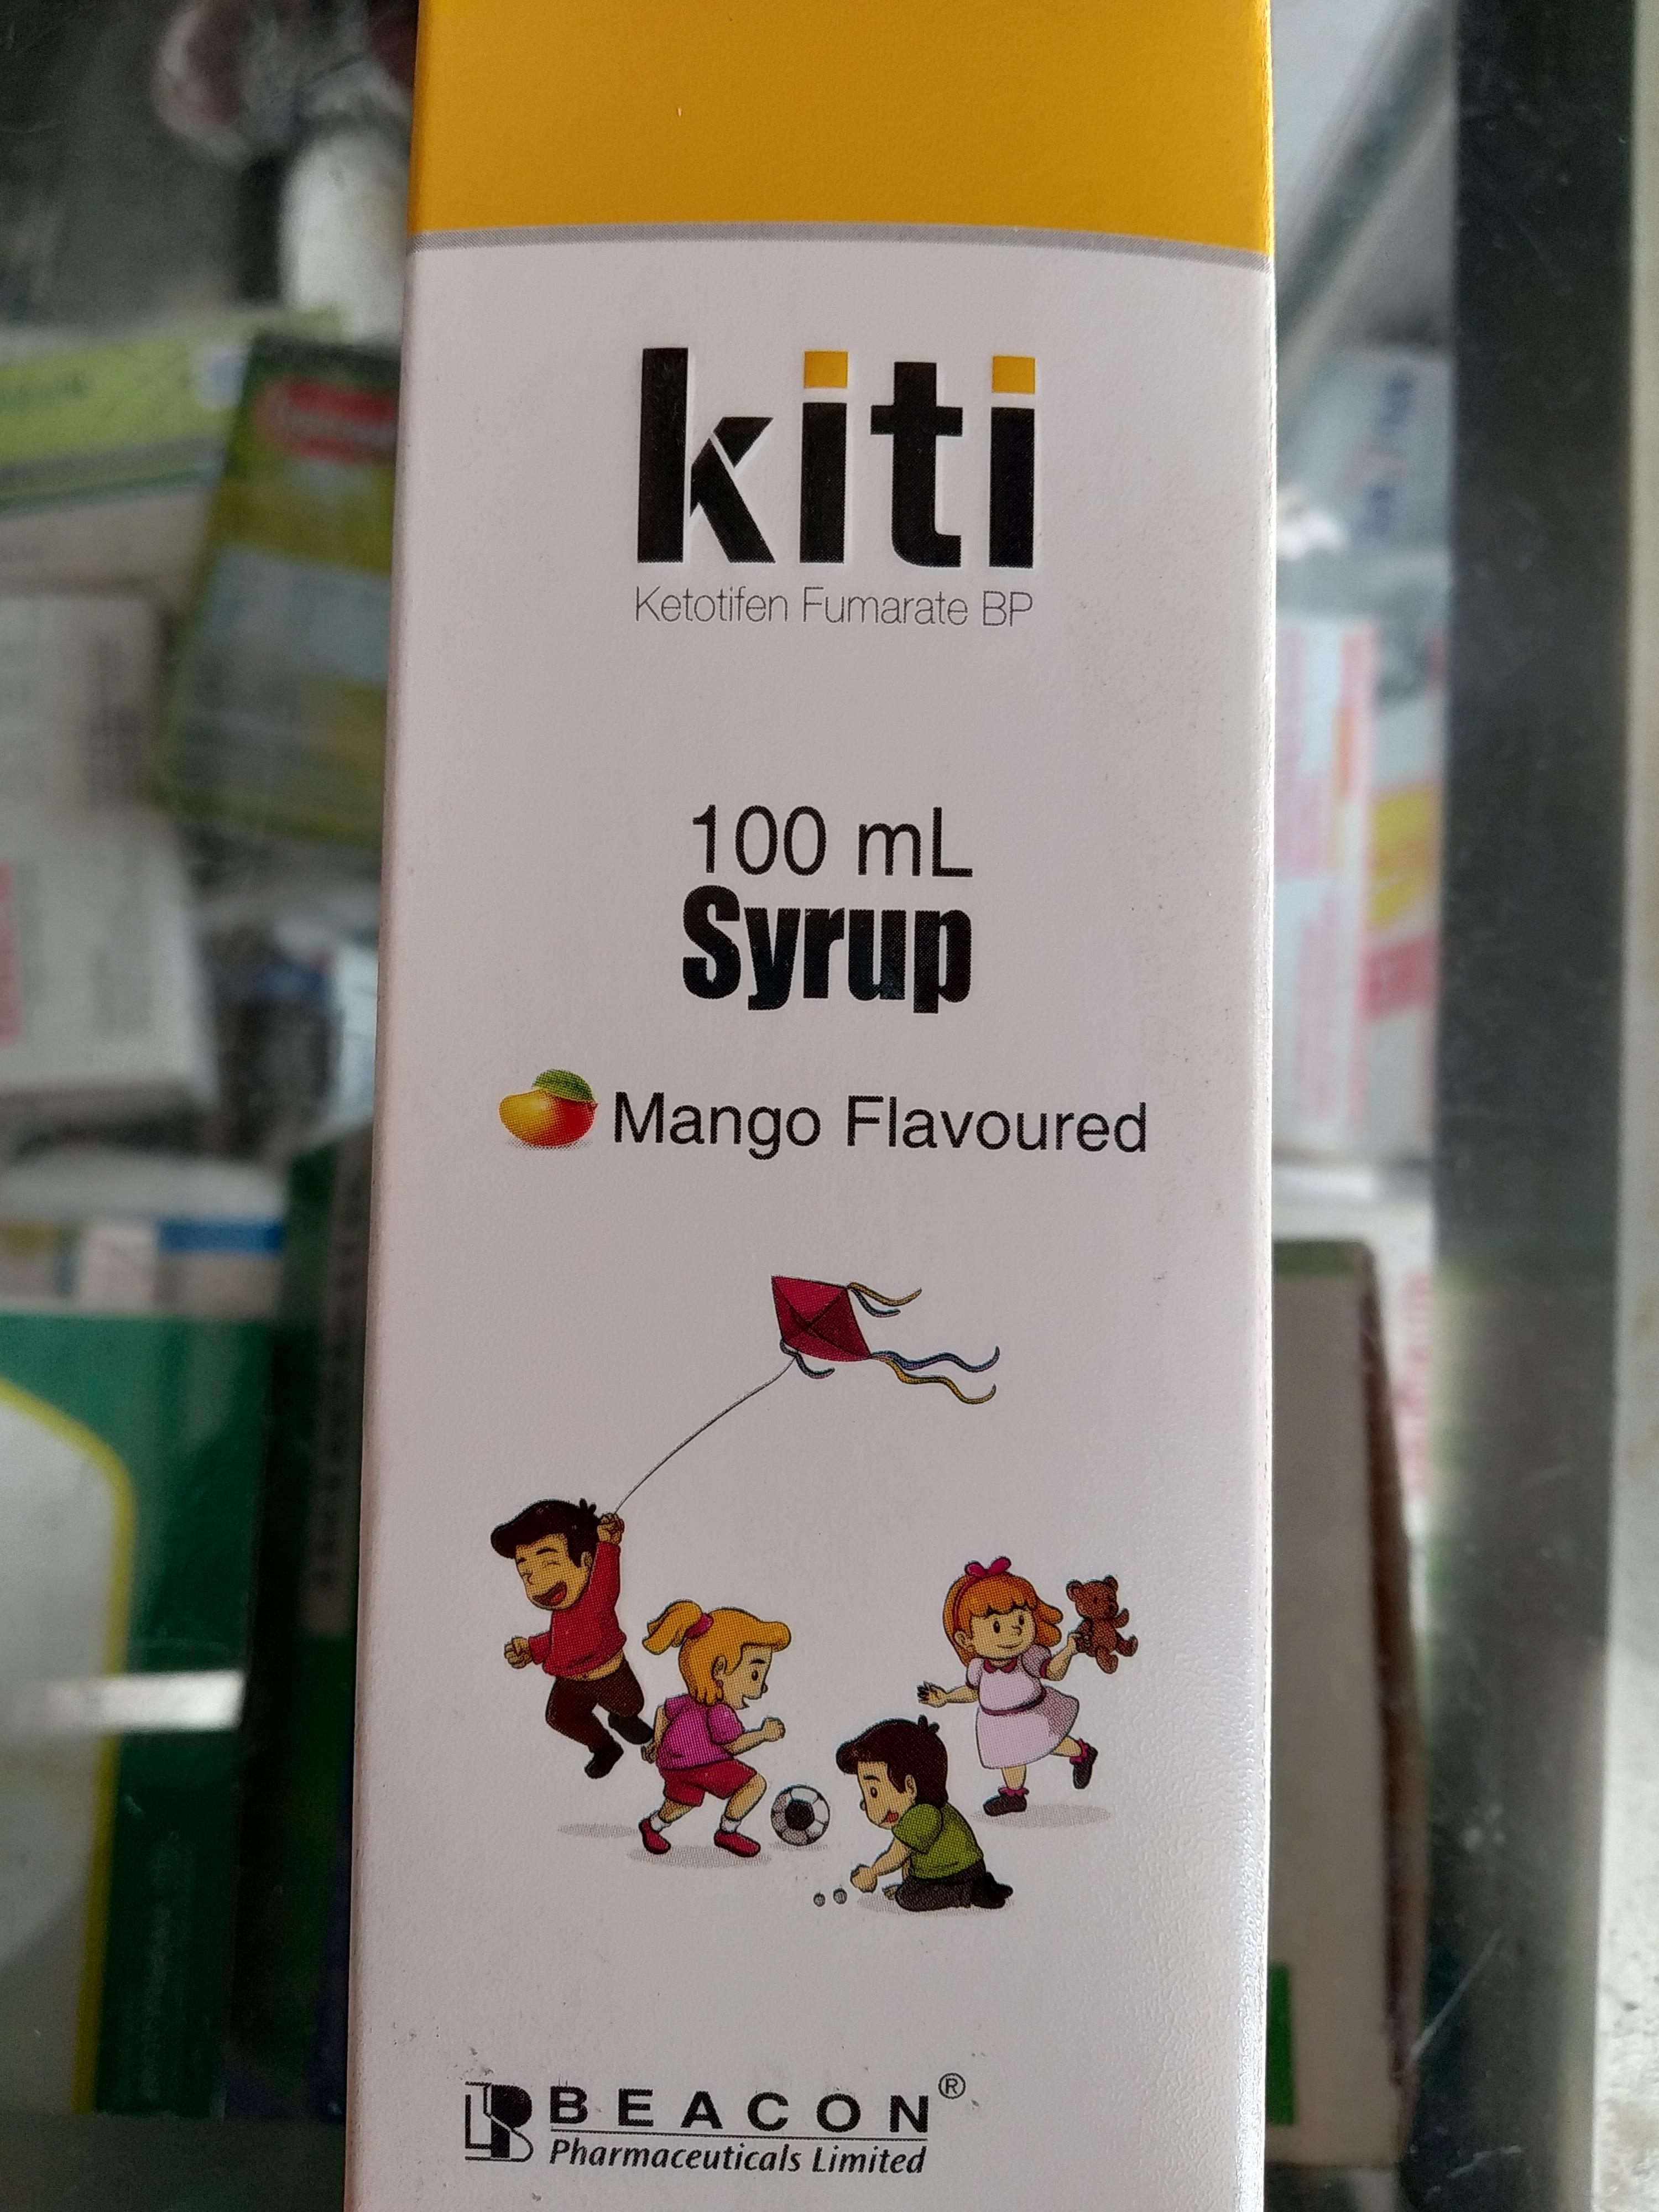 kiti
Ketotifen Fumarate BP
100 mL
Syrup
Mango Flavoured
BEACON®
Pharmaceuticals Limited